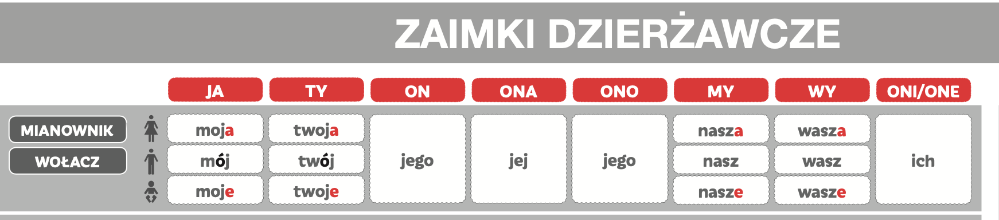 ZAIMKI DZIERŻAWCZE
JA TY ON ONA ONO MY WY ONI/ONE
MIANOWNIK moja twoja nasza wasza
WOŁACZ mój twój jego jej jego nasz wasz ich
moje twoje nasze wasze